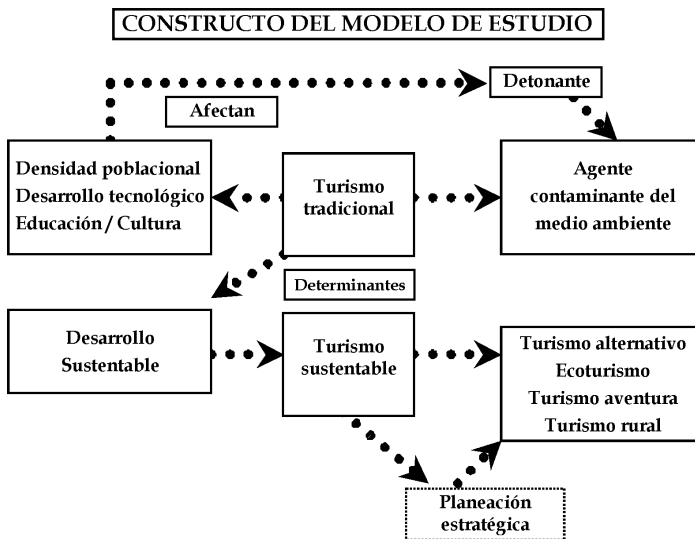 CONSTRUCTO DEL MODELO DE ESTUDIO
Detonante
Afectan
Densidad poblacional
Desarrollo tecnológico
Educación / Cultura
Turismo
tradicional
Agente
contaminante del
medio ambiente
Determinantes
Desarrollo
Sustentable
Turismo
sustentable
Turismo alternativo
Ecoturismo
Turismo aventura
Turismo rural
Planeación
estratégica